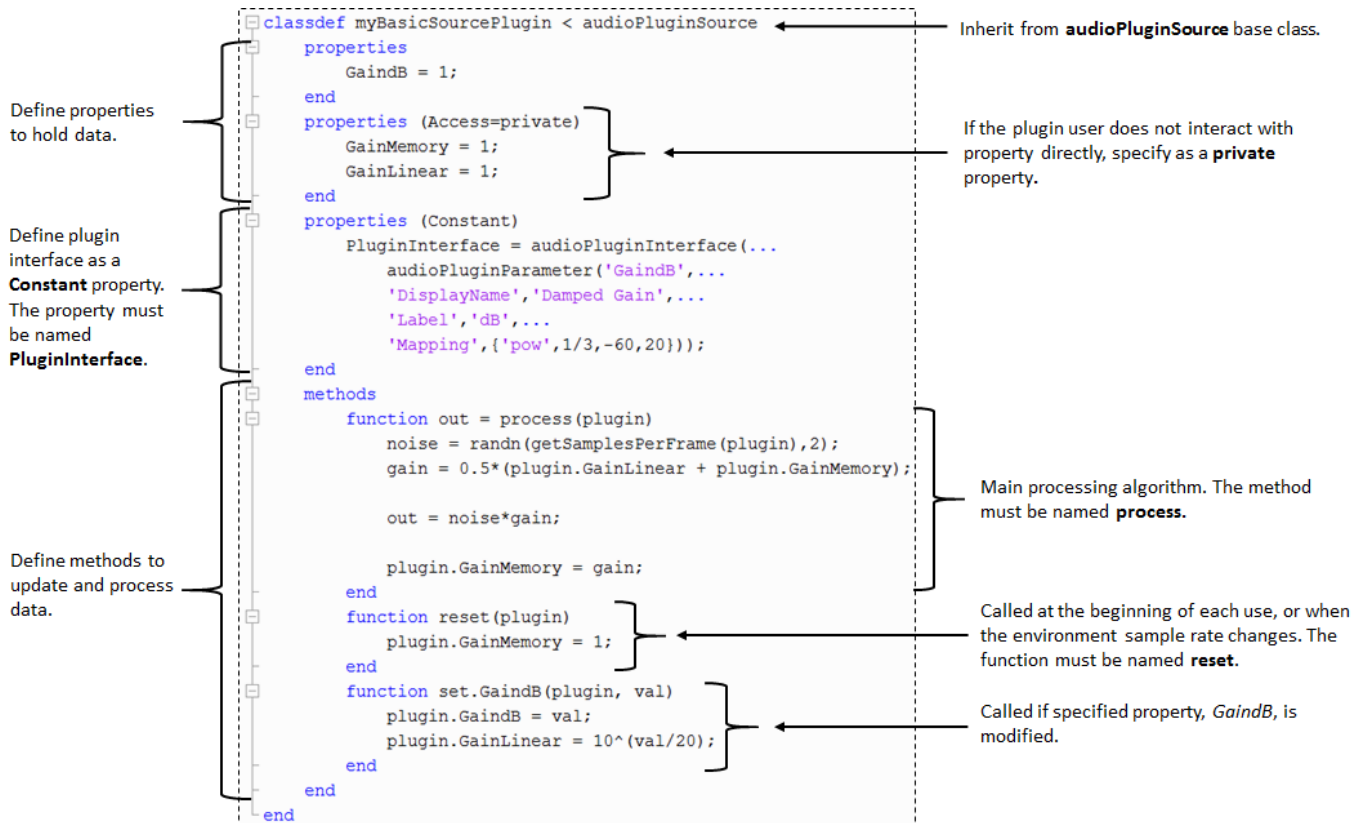 classdef myBasicSourcePlugin < audioPluginSource
properties
GaindB = 1;
end
properties (Access=private)
GainMemory = 1;
GainLinear = 1;
end
properties (Constant)
PluginInterface = audioPluginInterface(...
audioPluginParameter('GaindB',...
'DisplayName','Damped Gain',...
'Label','dB',...
'Mapping',{'pow',1/3,-60,20}));
end
methods
function out = process(plugin)
noise = randn(getSamplesPerFrame(plugin),2);
gain = 0.5*(plugin.GainLinear + plugin.GainMemory);
out = noise*gain;
plugin.GainMemory = gain;
end
function reset(plugin)
plugin.GainMemory = 1;
end
function set.GaindB(plugin, val)
plugin.GaindB = val;
plugin.GainLinear = 10^(val/20);
end
end
end
Define properties
to hold data.
Define plugin
interface as a
Constant property.
The property must
be named
PluginInterface.
Define methods to
update and process
data.
Inherit from audioPluginSource base class.
If the plugin user does not interact with
property directly, specify as a private
property.
Main processing algorithm. The method
must be named process.
Called at the beginning of each use, or when
the environment sample rate changes. The
function must be named reset.
Called if specified property, GaindB, is
modified.